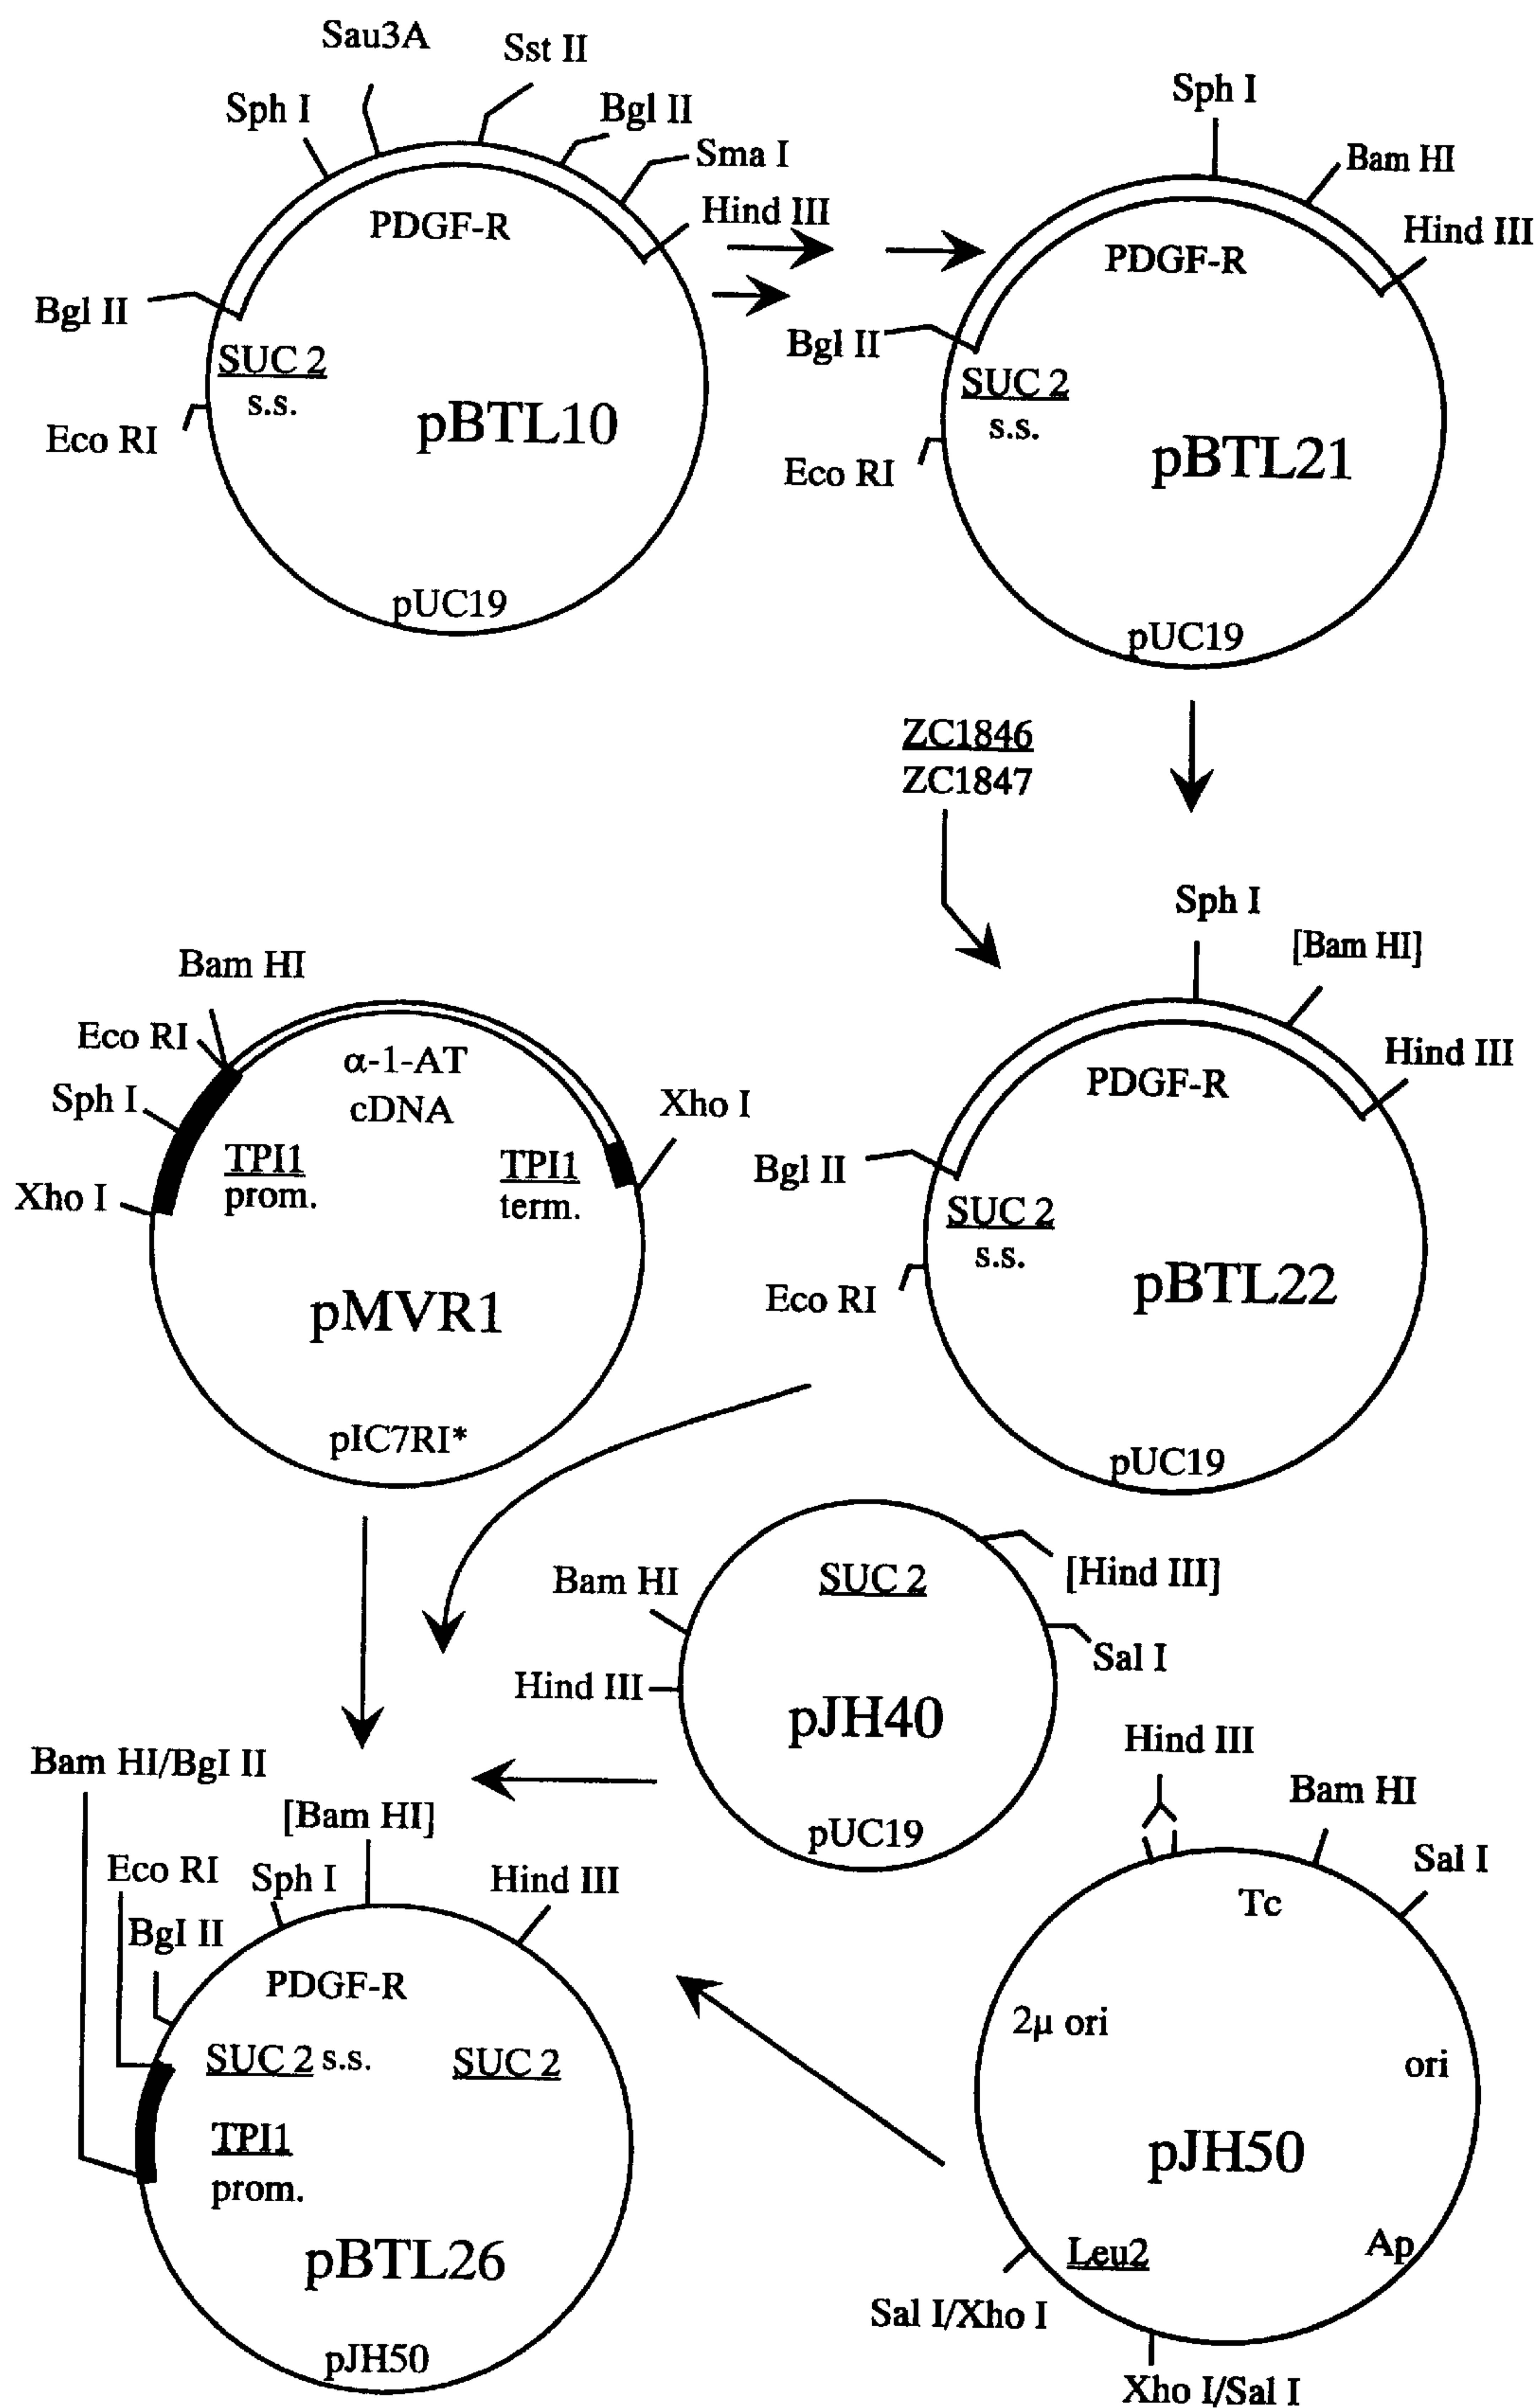 Sau3A
Sst II
Sph I
Bgl II
Sma I
Hind III
PDGF-R
Bgl II
SUC 2
s.s.
Eco RI
pBTL10
pUC19
Sph I
Bam HI
Hind III
PDGF-R
Bgl II
SUC 2
s.s.
Eco RI
pBTL21
pUC19
ZC1846
ZC1847
Bam HI
Eco RI
Sph I
Xho I
α-1-AT
cDNA
Xho I
TPI1
prom.
TPI1
term.
pMVR1
pIC7RI*
Sph I
[Bam HI]
Hind III
PDGF-R
Bgl II
SUC 2
s.s.
Eco RI
pBTL22
pUC19
Bam HI
SUC 2
[Hind III]
Sal I
Hind III
pJH40
pUC19
Bam HI/BgI II
[Bam HI]
Eco RI
Sph I
Hind III
BgI II
PDGF-R
SUC 2 s.s.
SUC 2
TPI1
prom.
pBTL26
pJH50
Hind III
Bam HI
Sal I
Tc
2μ ori
ori
pJH50
Leu2
Ap
Sal I/Xho I
Xho I/Sal I